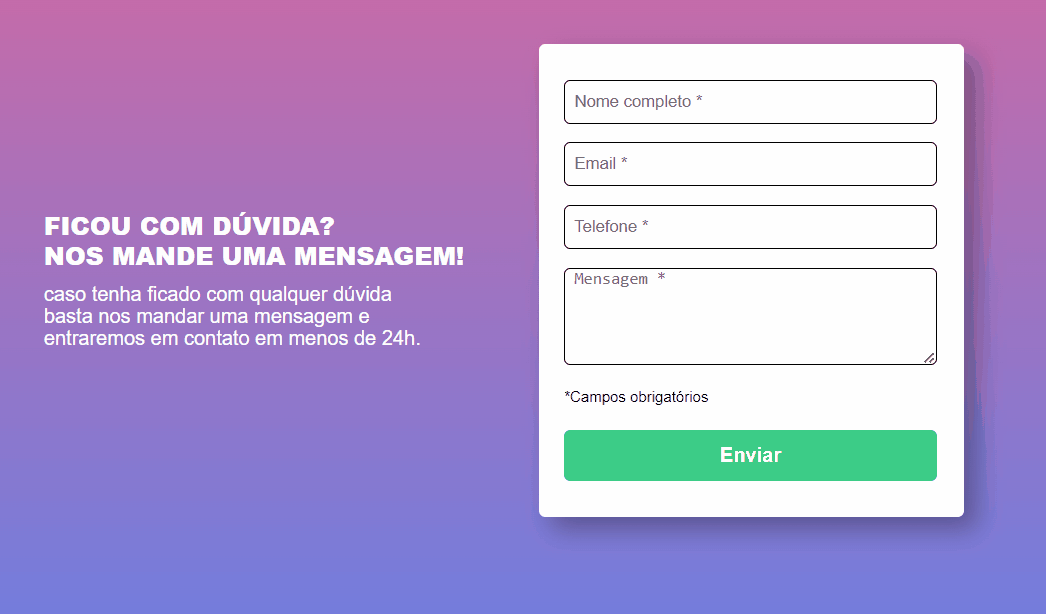 FICOU COM DÚVIDA?
NOS MANDE UMA MENSAGEM!
caso tenha ficado com qualquer dúvida
basta nos mandar uma mensagem e
entraremos em contato em menos de 24h.
Nome completo *
Email *
Telefone *
Mensagem *
*Campos obrigatórios
Enviar